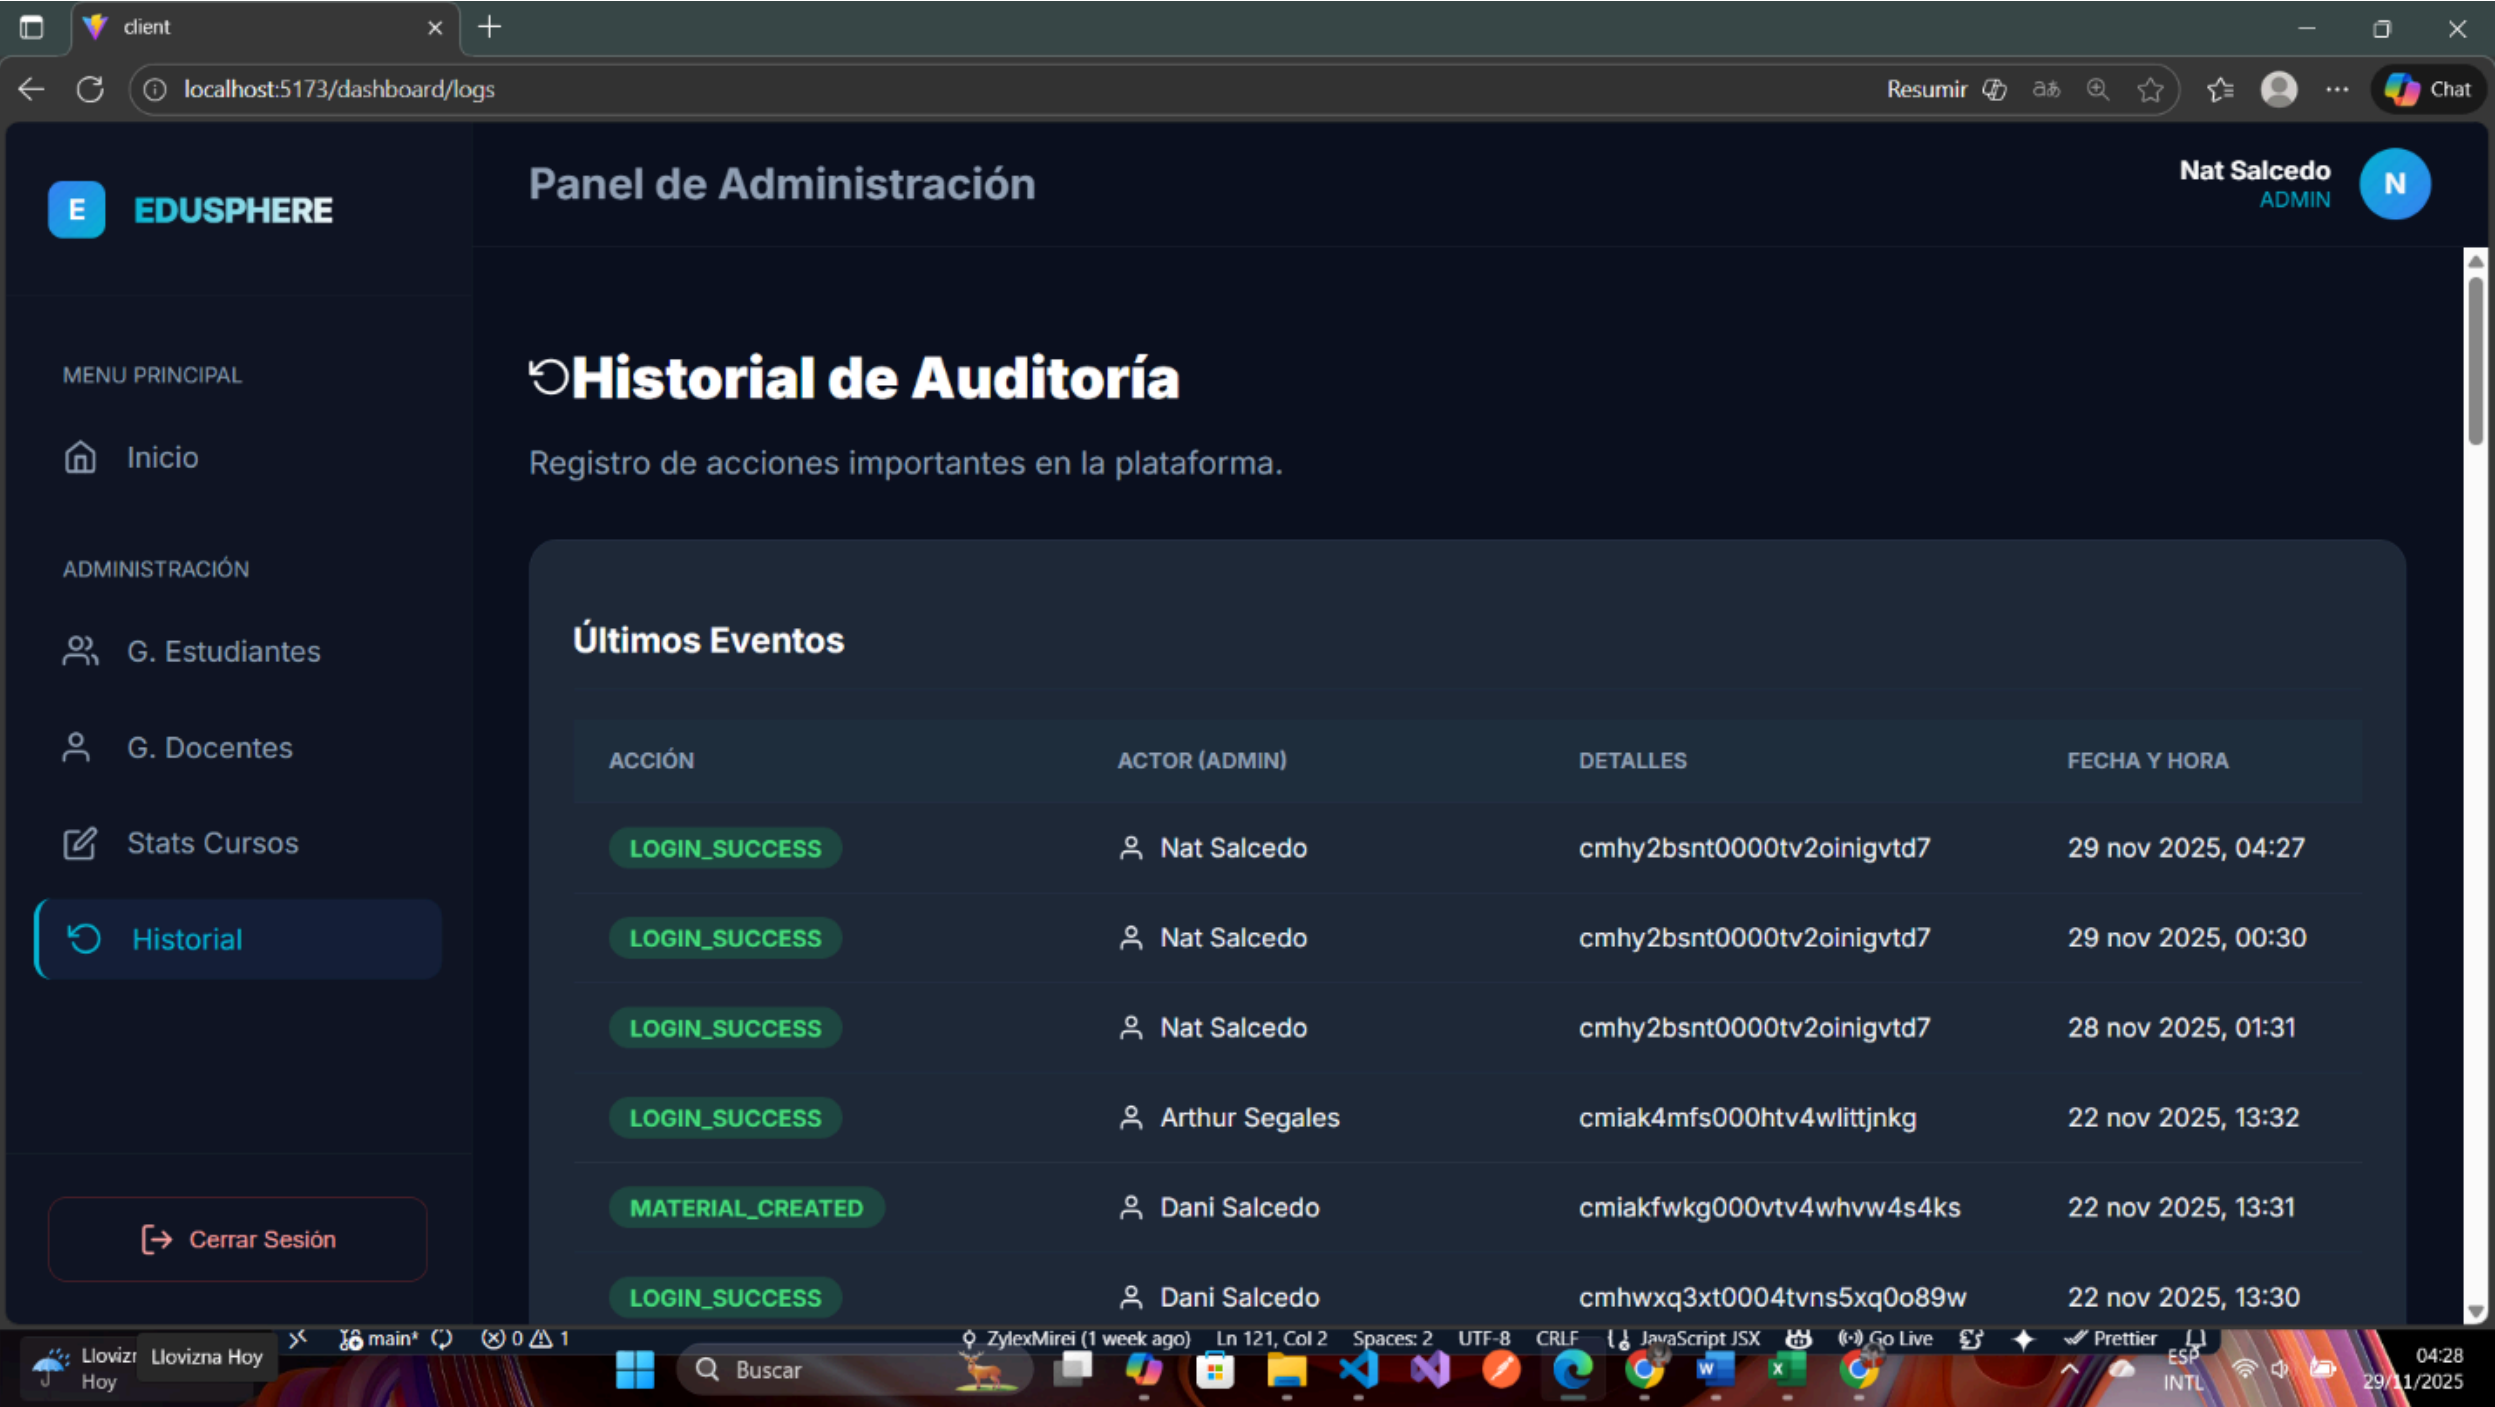 client
localhost:5173/dashboard/logs
Resumir
aあ
Chat
E EDUSPHERE
Panel de Administración
Nat Salcedo
ADMIN
N
MENU PRINCIPAL
Inicio
ADMINISTRACIÓN
G. Estudiantes
G. Docentes
Stats Cursos
Historial
Cerrar Sesión
Historial de Auditoría
Registro de acciones importantes en la plataforma.
Últimos Eventos
ACCIÓN ACTOR (ADMIN) DETALLES FECHA Y HORA
LOGIN_SUCCESS Nat Salcedo cmhy2bsnt0000tv2oinigvtd7 29 nov 2025, 04:27
LOGIN_SUCCESS Nat Salcedo cmhy2bsnt0000tv2oinigvtd7 29 nov 2025, 00:30
LOGIN_SUCCESS Nat Salcedo cmhy2bsnt0000tv2oinigvtd7 28 nov 2025, 01:31
LOGIN_SUCCESS Arthur Segales cmiak4mfs000htv4wlittjnkg 22 nov 2025, 13:32
MATERIAL_CREATED Dani Salcedo cmiakfwkg000vtv4whvw4s4ks 22 nov 2025, 13:31
LOGIN_SUCCESS Dani Salcedo cmhwxq3xt0004tvns5xq0o89w 22 nov 2025, 13:30
main* 0 1 ZylexMirei (1 week ago) Ln 121, Col 2 Spaces: 2 UTF-8 CRLF JavaScript JSX Go Live Prettier
Hoy
Llovizna Hoy
Buscar
W
X
ESP
INTL
04:28
29/11/2025